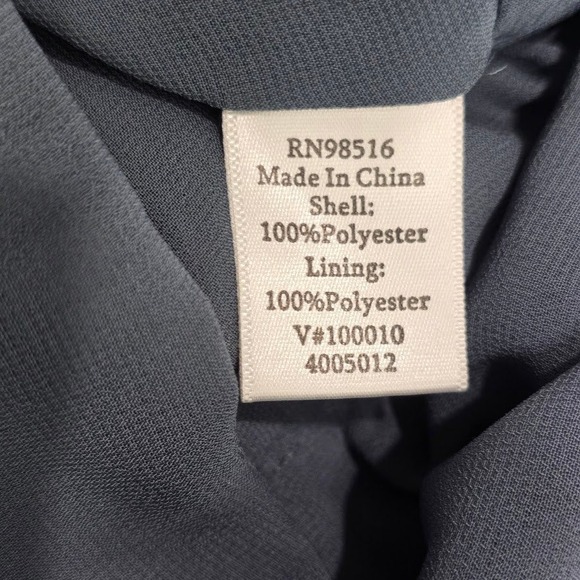 RN98516
Made In China
Shell:
100%Polyester
Lining:
100%Polyester
V#100010
4005012